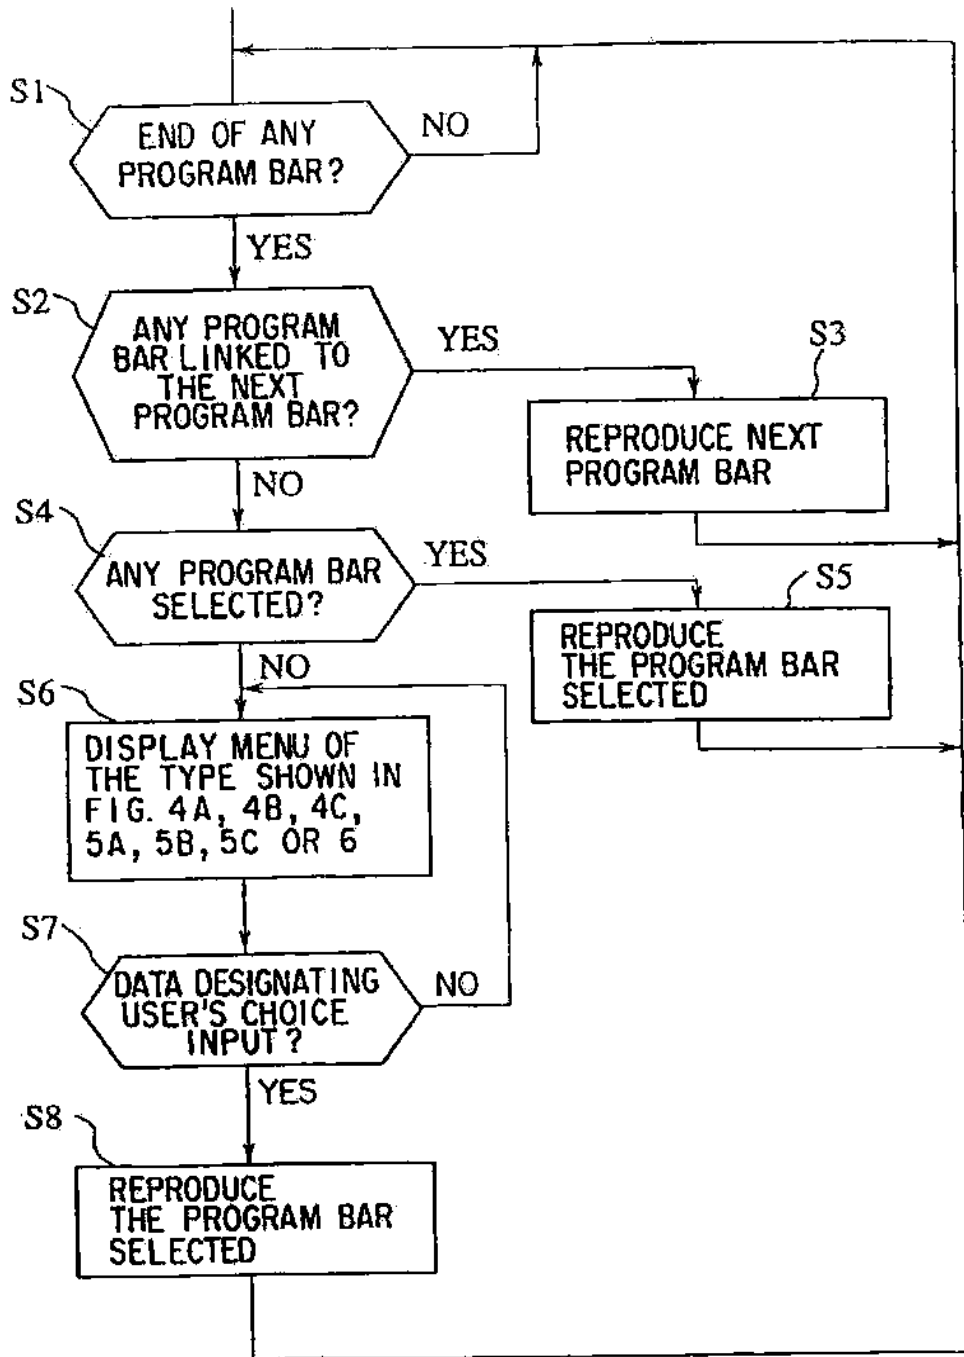 S1
END OF ANY
PROGRAM BAR?
NO
YES
S2
ANY PROGRAM
BAR LINKED TO
THE NEXT
PROGRAM BAR?
YES
S3
REPRODUCE NEXT
PROGRAM BAR
NO
S4
ANY PROGRAM BAR
SELECTED?
YES
S5
REPRODUCE
THE PROGRAM BAR
SELECTED
NO
S6
DISPLAY MENU OF
THE TYPE SHOWN IN
FIG. 4A, 4B, 4C,
5A, 5B, 5C OR 6
S7
DATA DESIGNATING
USER'S CHOICE
INPUT?
NO
YES
S8
REPRODUCE
THE PROGRAM BAR
SELECTED